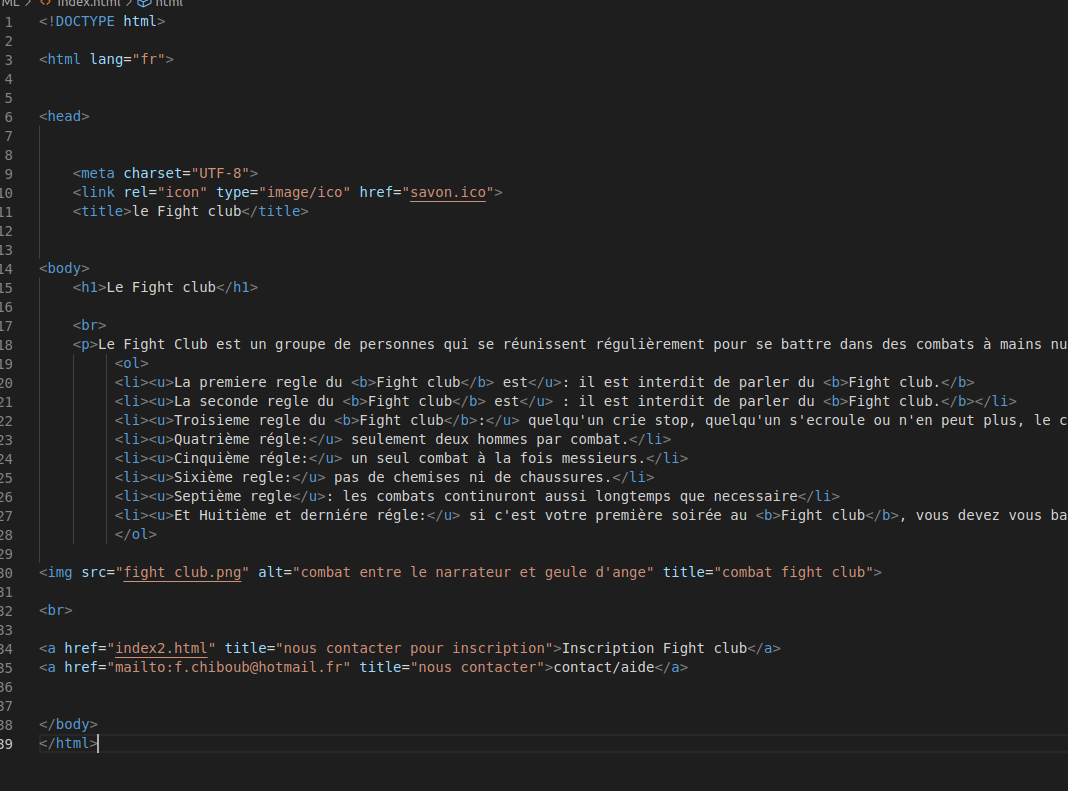 index.html > html
1 <!DOCTYPE html>
2
3 <html lang="fr">
4
5
6 <head>
7
8
9 <meta charset="UTF-8">
10 <link rel="icon" type="image/ico" href="savon.ico">
11 <title>le Fight club</title>
12
13
14 <body>
15 <h1>Le Fight club</h1>
16
17 <br>
18 <p>Le Fight Club est un groupe de personnes qui se réunissent régulièrement pour se battre dans des combats à mains nu
19 <ol>
20 <li><u>La premiere regle du <b>Fight club</b> est</u>: il est interdit de parler du <b>Fight club.</b>
21 <li><u>La seconde regle du <b>Fight club</b> est</u> : il est interdit de parler du <b>Fight club.</b></li>
22 <li><u>Troisieme regle du <b>Fight club</b>:</u> quelqu'un crie stop, quelqu'un s'ecroule ou n'en peut plus, le c
23 <li><u>Quatrième régle:</u> seulement deux hommes par combat.</li>
24 <li><u>Cinquième régle:</u> un seul combat à la fois messieurs.</li>
25 <li><u>Sixième regle:</u> pas de chemises ni de chaussures.</li>
26 <li><u>Septième regle</u>: les combats continuront aussi longtemps que necessaire</li>
27 <li><u>Et Huitième et derniére régle:</u> si c'est votre première soirée au <b>Fight club</b>, vous devez vous ba
28 </ol>
29
30 <img src="fight club.png" alt="combat entre le narrateur et geule d'ange" title="combat fight club">
31
32 <br>
33
34 <a href="index2.html" title="nous contacter pour inscription">Inscription Fight club</a>
35 <a href="mailto:f.chiboub@hotmail.fr" title="nous contacter">contact/aide</a>
36
37
38 </body>
39 </html>